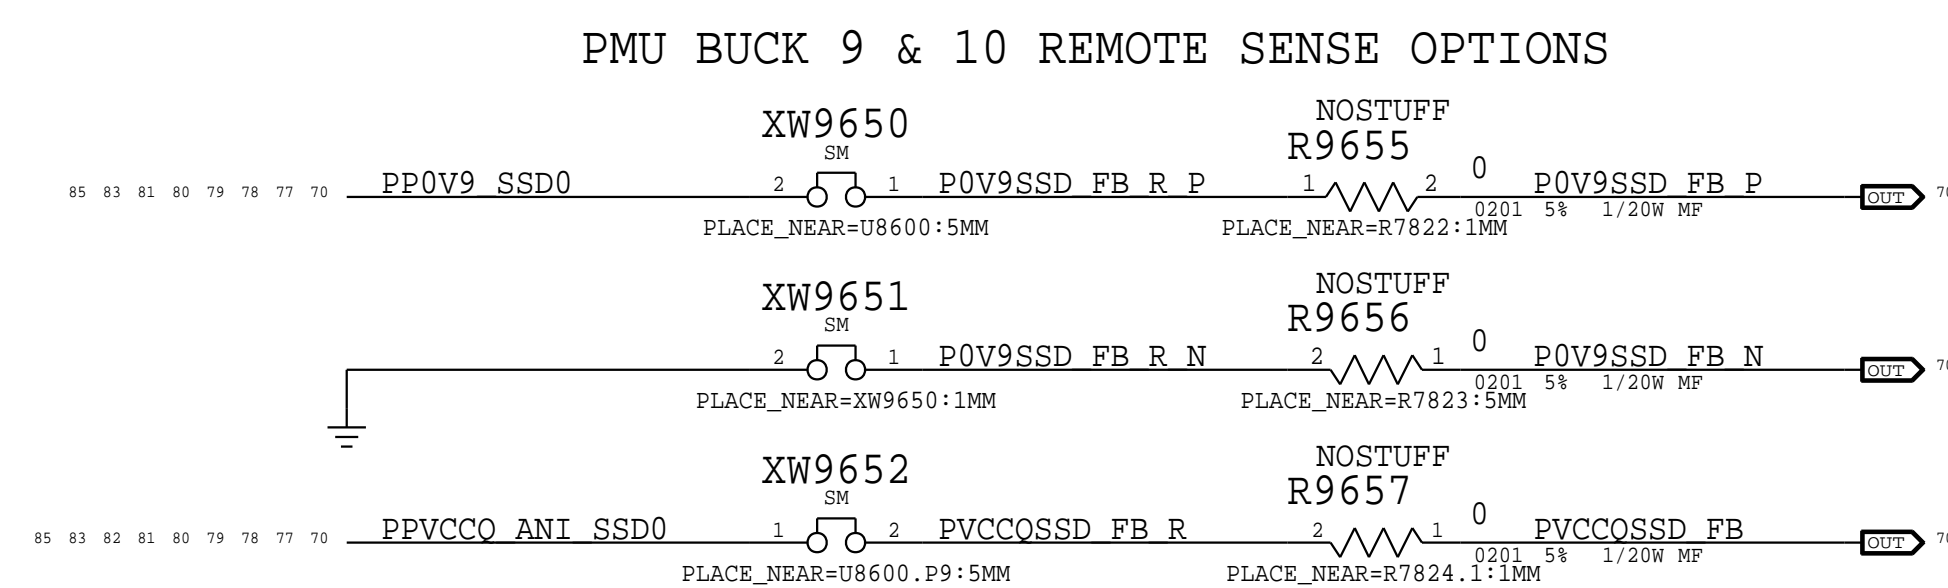 PMU BUCK 9 & 10 REMOTE SENSE OPTIONS
NOSTUFF
XW9650
R9655
SM
0
85 83 81 80 79 78 77 70 PP0V9_SSD0 2 1 P0V9SSD_FB_R_P 1 2 P0V9SSD_FB_P OUT 70
0201 5% 1/20W MF
PLACE_NEAR=U8600:5MM PLACE_NEAR=R7822:1MM
NOSTUFF
XW9651
R9656
SM
0
2 1 P0V9SSD_FB_R_N 2 1 P0V9SSD_FB_N OUT 70
0201 5% 1/20W MF
PLACE_NEAR=XW9650:1MM PLACE_NEAR=R7823:5MM
NOSTUFF
XW9652
R9657
SM
0
85 83 82 81 80 79 78 77 70 PPVCCQ_ANI_SSD0 1 2 PVCCQSSD_FB_R 2 1 PVCCQSSD_FB OUT 70
0201 5% 1/20W MF
PLACE_NEAR=U8600.P9:5MM PLACE_NEAR=R7824.1:1MM